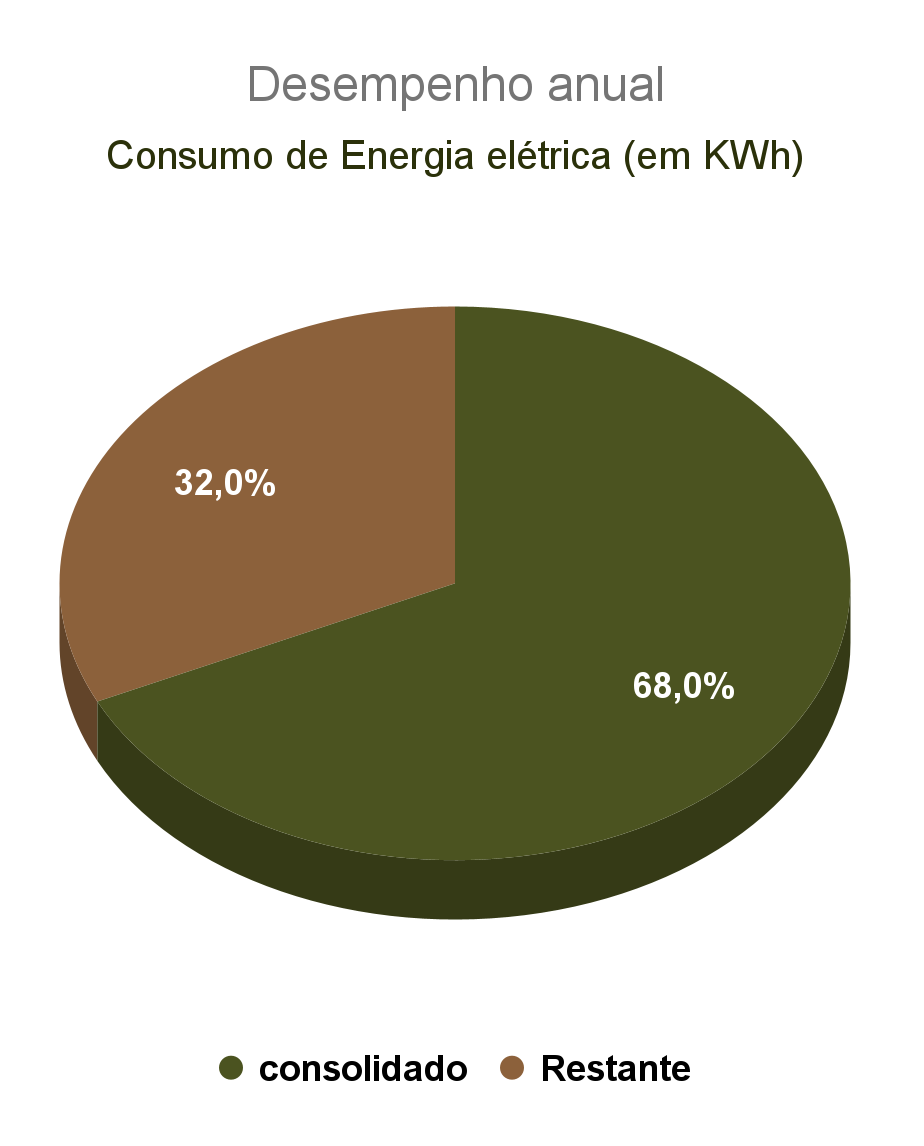 Desempenho anual
Consumo de Energia elétrica (em KWh)
32,0%
68,0%
consolidado Restante